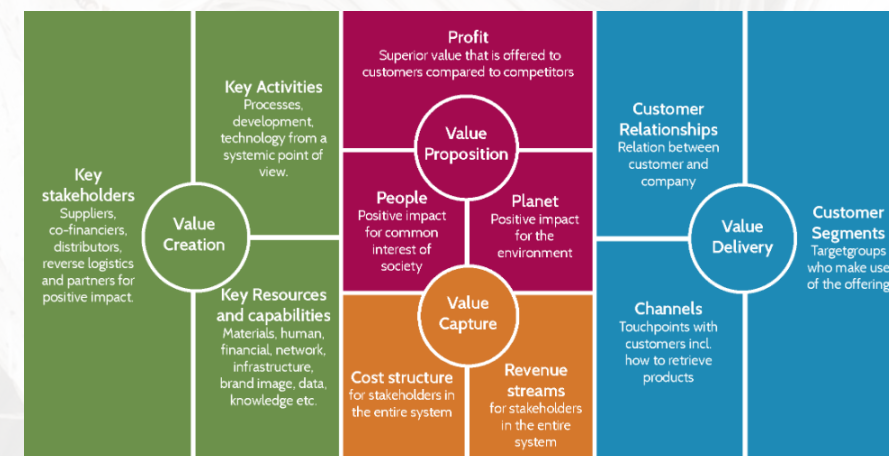 Key
stakeholders
Suppliers,
co-financiers,
distributors,
reverse logistics
and partners for
positive impact.
Value
Creation
Key Activities
Processes,
development,
technology from a
systemic point of
view.
Key Resources
and capabilities
Materials, human,
financial, network,
infrastructure,
brand image, data,
knowledge etc.
Profit
Superior value that is offered to
customers compared to competitors
Value
Proposition
People
Positive impact
for common
interest of
society
Planet
Positive impact
for the
environment
Value
Capture
Cost structure
for stakeholders in
the entire system
Revenue
streams
for stakeholders
in the entire
system
Customer
Relationships
Relation between
customer and
company
Value
Delivery
Channels
Touchpoints with
customers incl.
how to retrieve
products
Customer
Segments
Targetgroups
who make use
of the offering